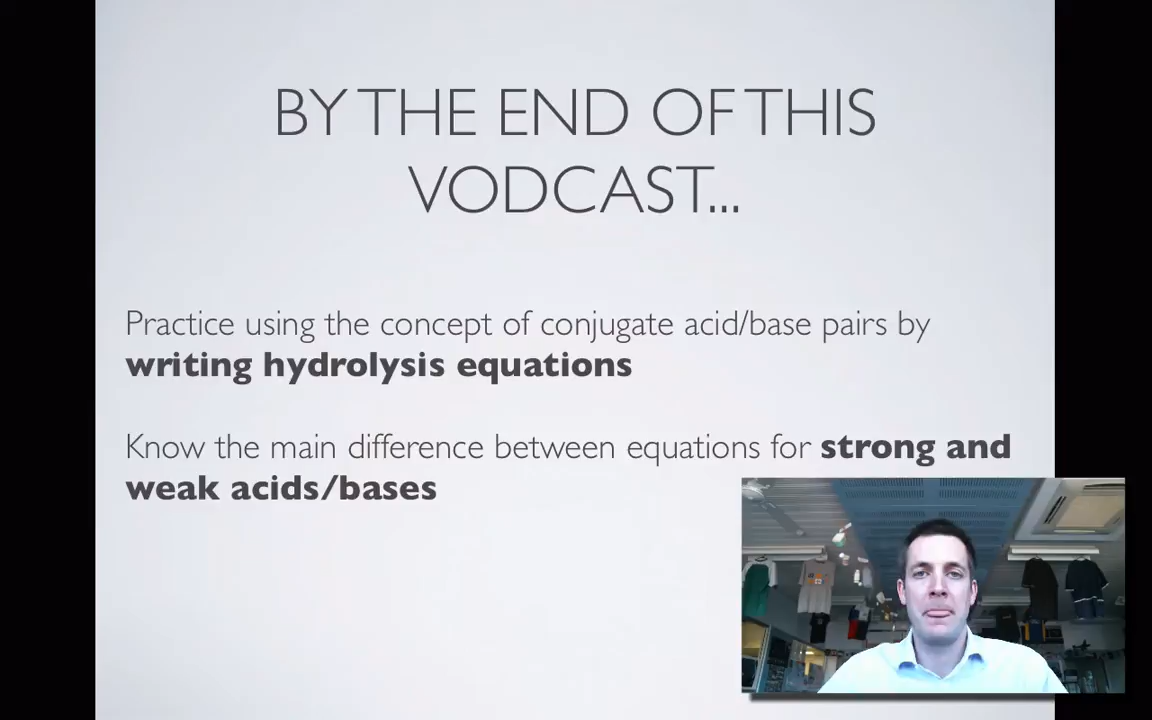 BY THE END OF THIS
VODCAST...
Practice using the concept of conjugate acid/base pairs by
writing hydrolysis equations
Know the main difference between equations for strong and
weak acids/bases